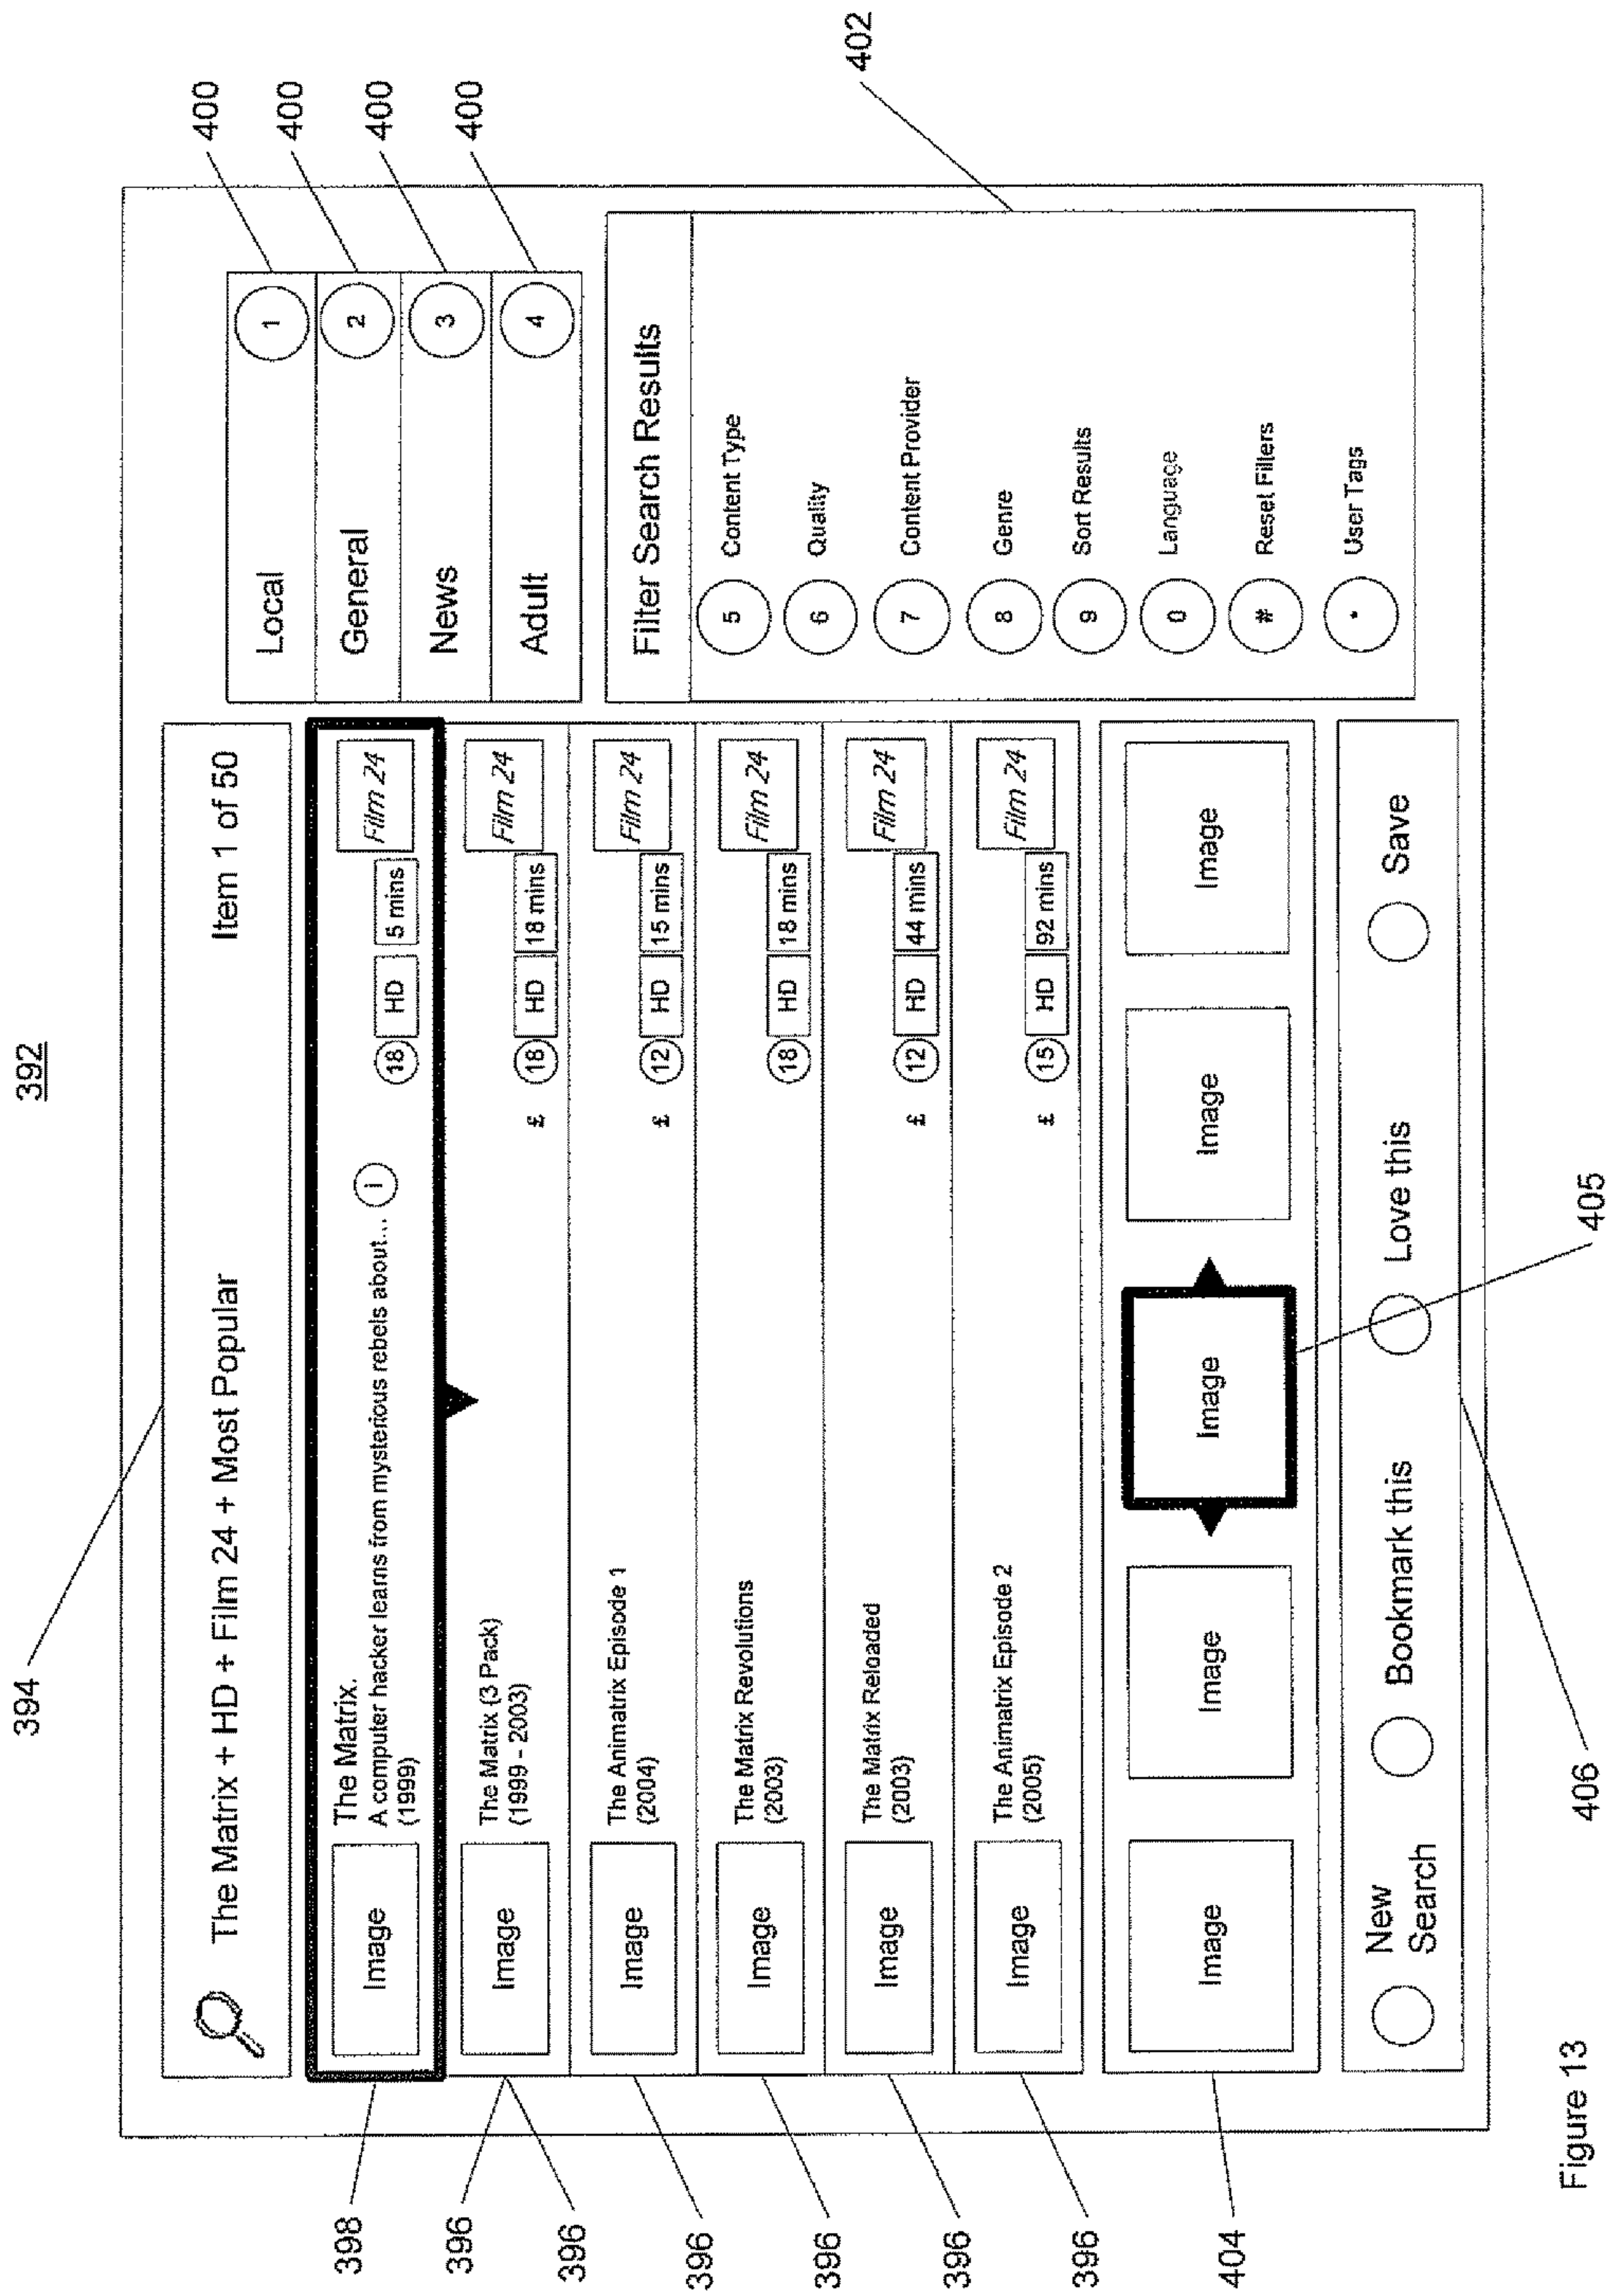 392
394
The Matrix + HD + Film 24 + Most Popular
Item 1 of 50
398
Image
The Matrix.
A computer hacker learns from mysterious rebels about... i
(1999)
18
HD
5 mins
Film 24
396
Image
The Matrix (3 Pack)
(1999 - 2003)
£
18
HD
18 mins
Film 24
396
Image
The Animatrix Episode 1
(2004)
£
12
HD
15 mins
Film 24
396
Image
The Matrix Revolutions
(2003)
18
HD
18 mins
Film 24
396
Image
The Matrix Reloaded
(2003)
£
12
HD
44 mins
Film 24
396
Image
The Animatrix Episode 2
(2005)
£
15
HD
92 mins
Film 24
396
404
Image
Image
Image
Image
Image
New
Search
Bookmark this
Love this
Save
Local
1
400
General
2
400
News
3
400
Adult
4
400
Filter Search Results
402
5
Content Type
6
Quality
7
Content Provider
8
Genre
9
Sort Results
0
Language
#
Reset Filters
*
User Tags
405
406
Figure 13